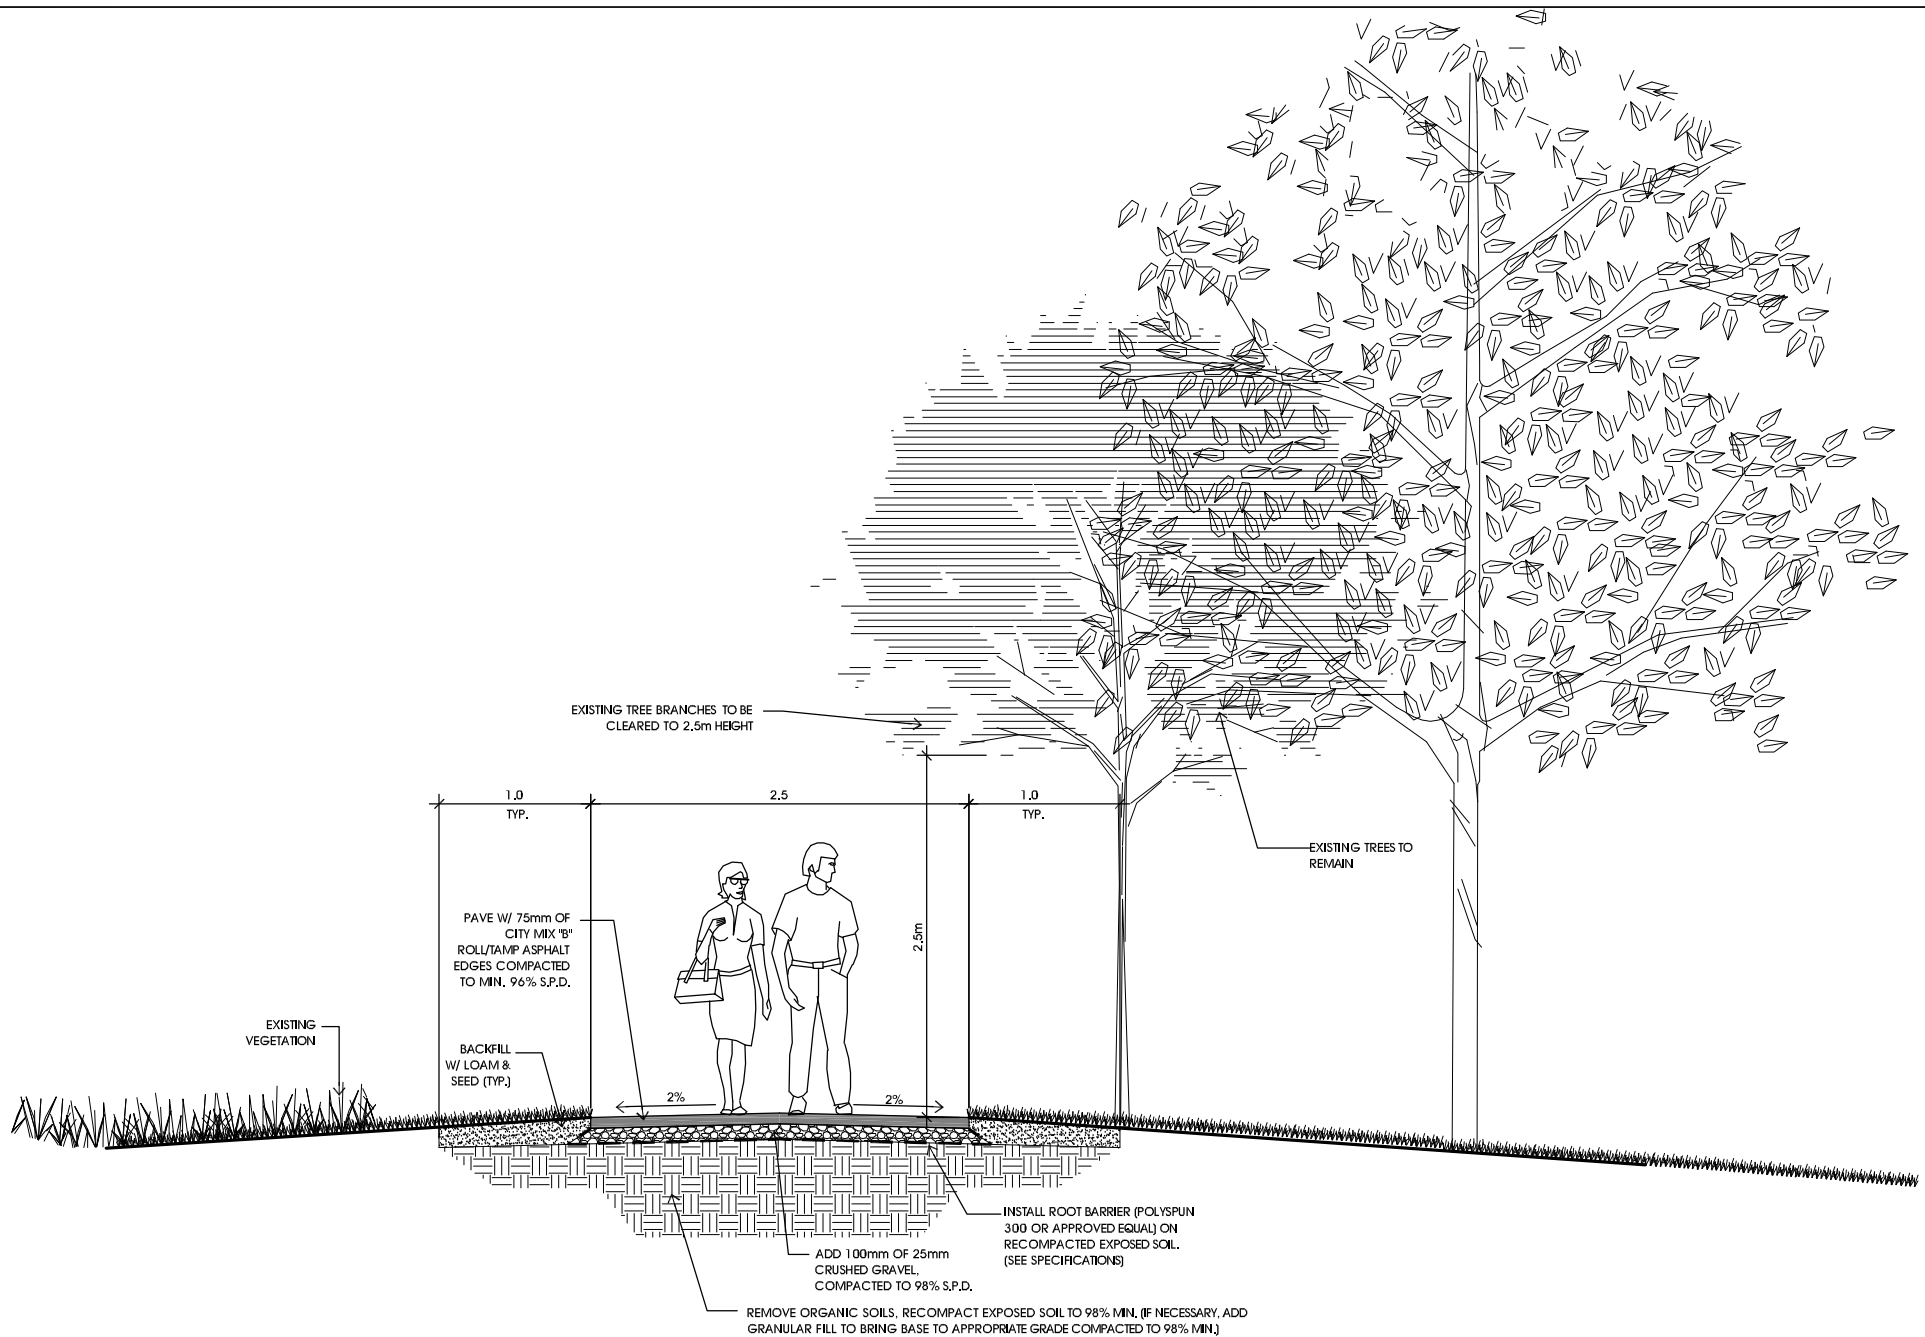 EXISTING TREE BRANCHES TO BE
CLEARED TO 2.5m HEIGHT
1.0
TYP.
2.5
1.0
TYP.
EXISTING TREES TO
REMAIN
PAVE W/ 75mm OF
CITY MIX "B"
ROLL/TAMP ASPHALT
EDGES COMPACTED
TO MIN. 96% S.P.D.
2.5m
EXISTING
VEGETATION
BACKFILL
W/ LOAM &
SEED (TYP.)
2%
2%
INSTALL ROOT BARRIER (POLYSPUN
300 OR APPROVED EQUAL) ON
RECOMPACTED EXPOSED SOIL.
(SEE SPECIFICATIONS)
ADD 100mm OF 25mm
CRUSHED GRAVEL,
COMPACTED TO 98% S.P.D.
REMOVE ORGANIC SOILS, RECOMPACT EXPOSED SOIL TO 98% MIN. (IF NECESSARY, ADD
GRANULAR FILL TO BRING BASE TO APPROPRIATE GRADE COMPACTED TO 98% MIN.)